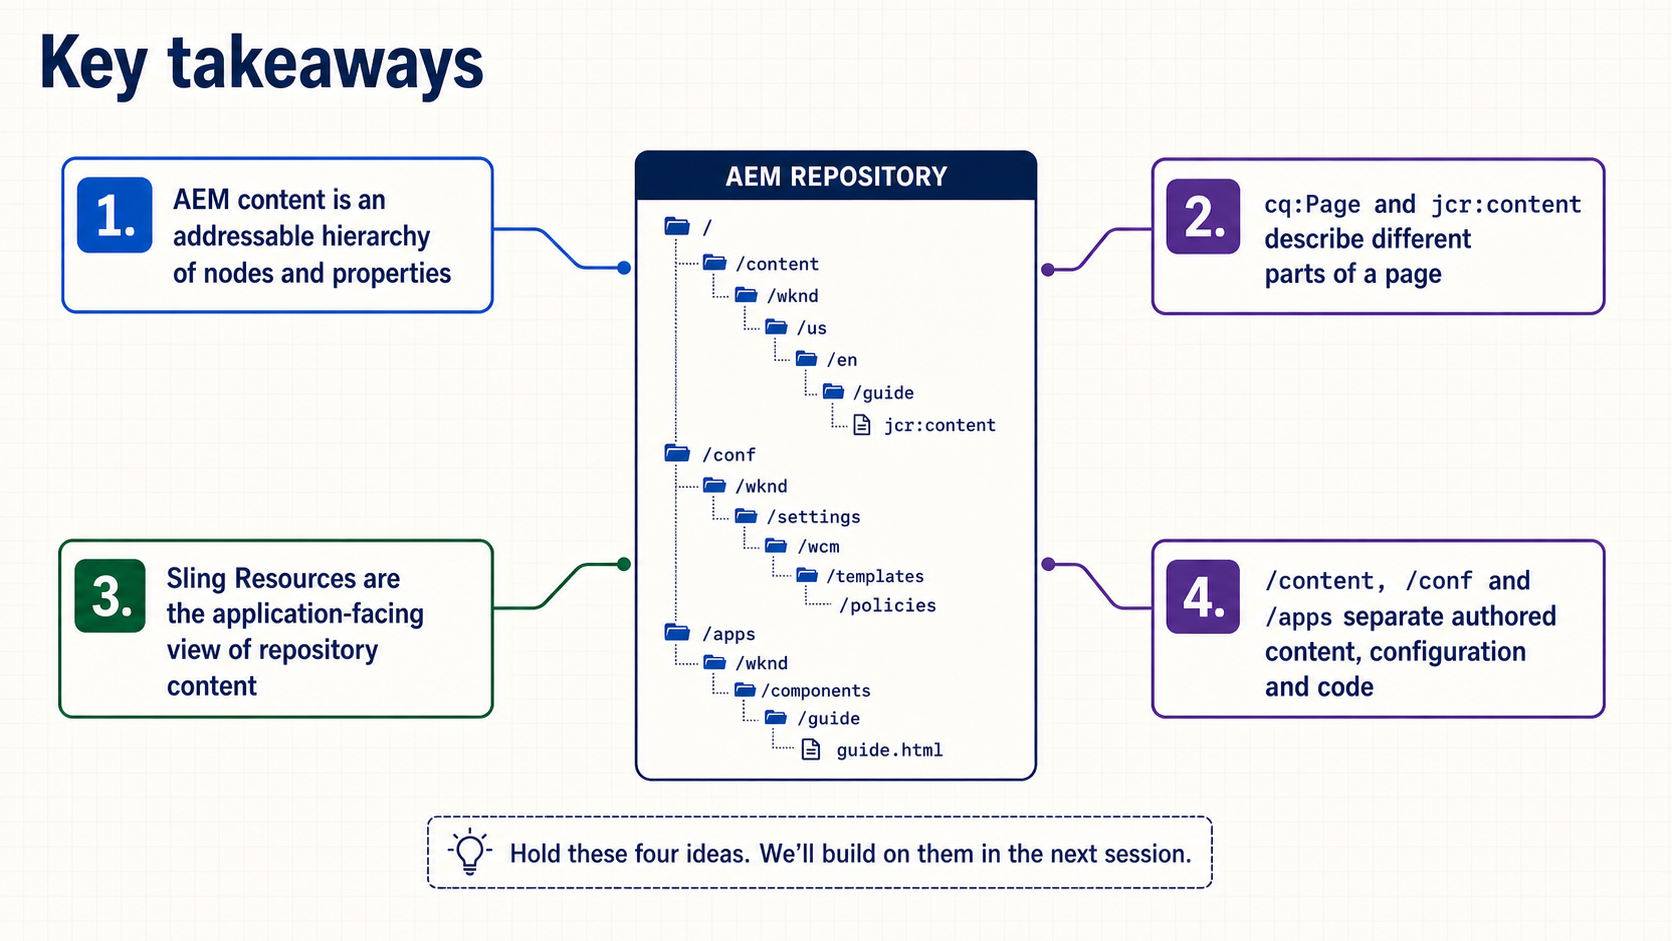 Key takeaways
1.
AEM content is an
addressable hierarchy
of nodes and properties
AEM REPOSITORY
/
/content
/wknd
/us
/en
/guide
jcr:content
/conf
/wknd
/settings
/wcm
/templates
/policies
/apps
/wknd
/components
/guide
guide.html
2.
cq:Page and jcr:content
describe different
parts of a page
3.
Sling Resources are
the application-facing
view of repository
content
4.
/content, /conf and
/apps separate authored
content, configuration
and code
Hold these four ideas. We’ll build on them in the next session.